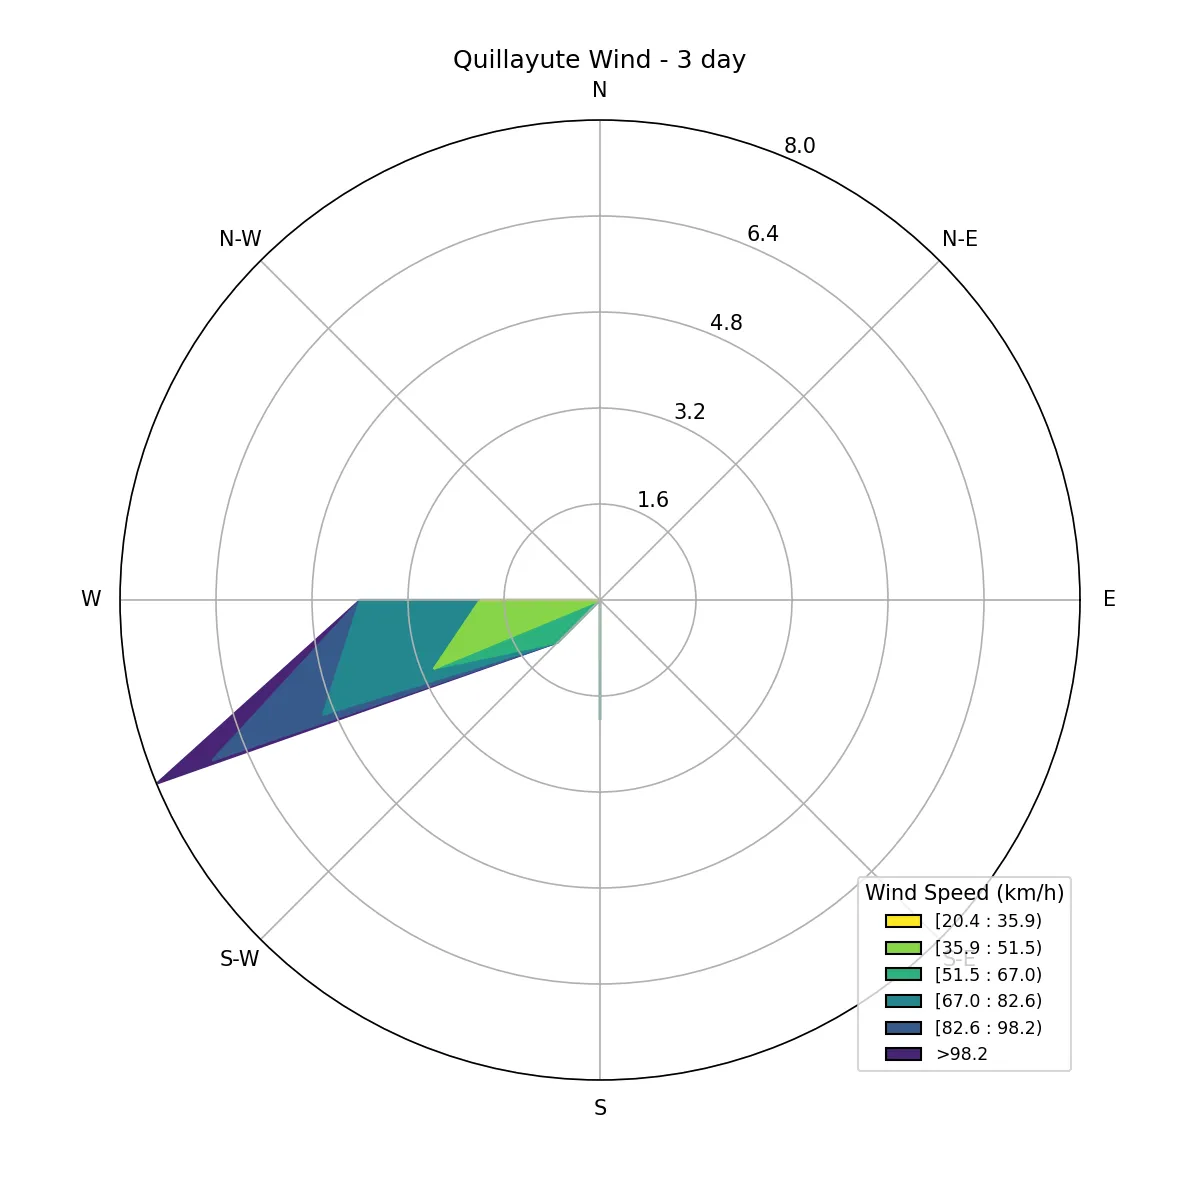 Quillayute Wind - 3 day
N
8.0
N-W
6.4
N-E
4.8
3.2
1.6
W
E
S-W
S-E
S
Wind Speed (km/h)
[20.4 : 35.9)
[35.9 : 51.5)
[51.5 : 67.0)
[67.0 : 82.6)
[82.6 : 98.2)
>98.2